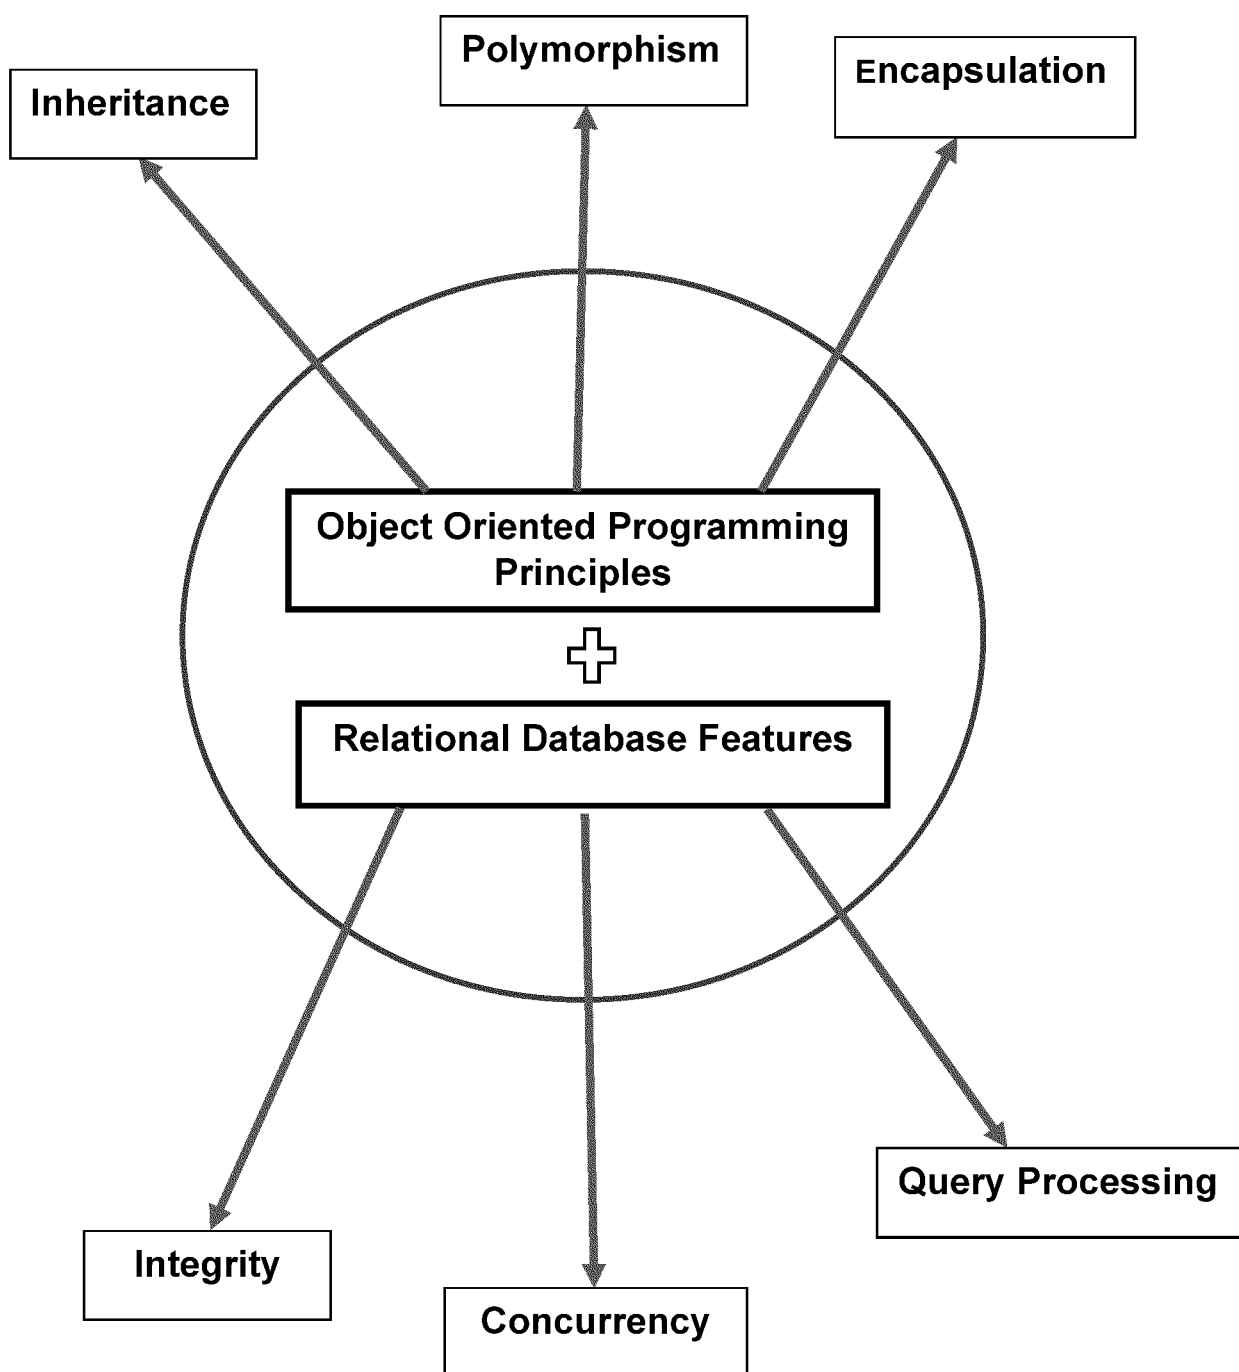 Polymorphism
Encapsulation
Inheritance
Object Oriented Programming
Principles
Relational Database Features
Query Processing
Integrity
Concurrency